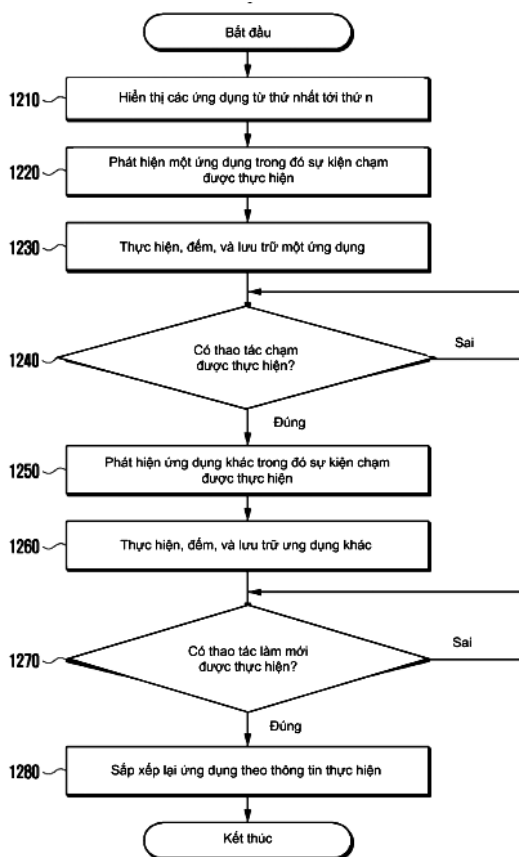 Bắt đầu
1210 Hiển thị các ứng dụng từ thứ nhất tới thứ n
1220 Phát hiện một ứng dụng trong đó sự kiện chạm
được thực hiện
1230 Thực hiện, đếm, và lưu trữ một ứng dụng
1240 Có thao tác chạm
được thực hiện?
Sai
Đúng
1250 Phát hiện ứng dụng khác trong đó sự kiện chạm
được thực hiện
1260 Thực hiện, đếm, và lưu trữ ưng dụng khác
1270 Có thao tác làm mới
được thực hiện?
Sai
Đúng
1280 Sắp xếp lại ứng dụng theo thông tin thực hiện
Kết thúc